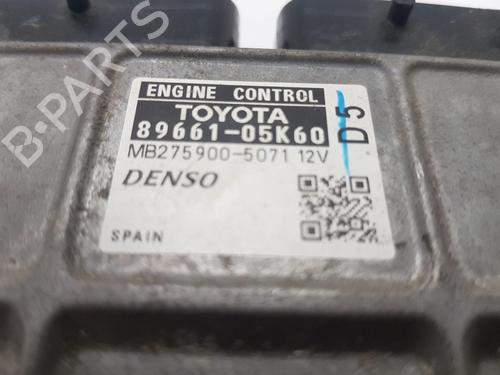 ENGINE CONTROL
TOYOTA
89661-05K60
MB275900-5071 12V
D5
DENSO
SPAIN
B-PARTS